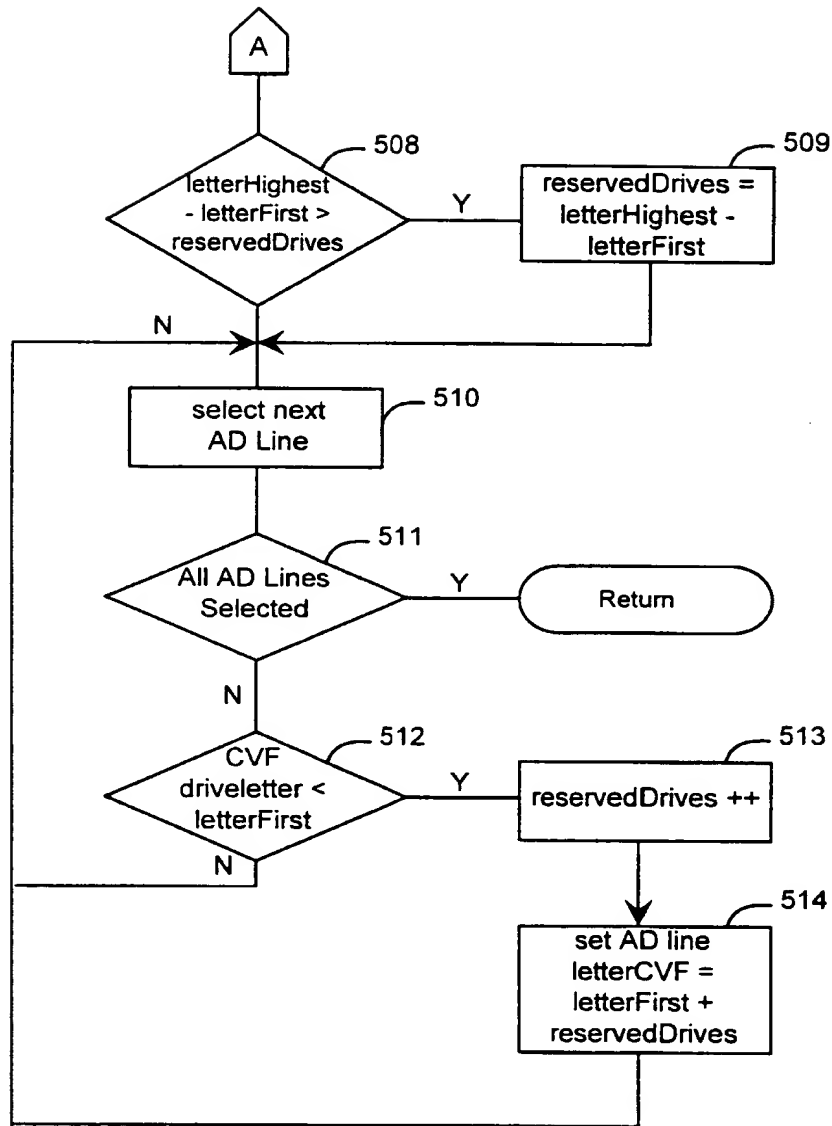 A
508
letterHighest
- letterFirst >
reservedDrives
Y
509
reservedDrives =
letterHighest -
letterFirst
N
select next
AD Line
510
511
All AD Lines
Selected
Y
Return
N
512
CVF
driveletter <
letterFirst
Y
513
reservedDrives ++
N
514
set AD line
letterCVF =
letterFirst +
reservedDrives